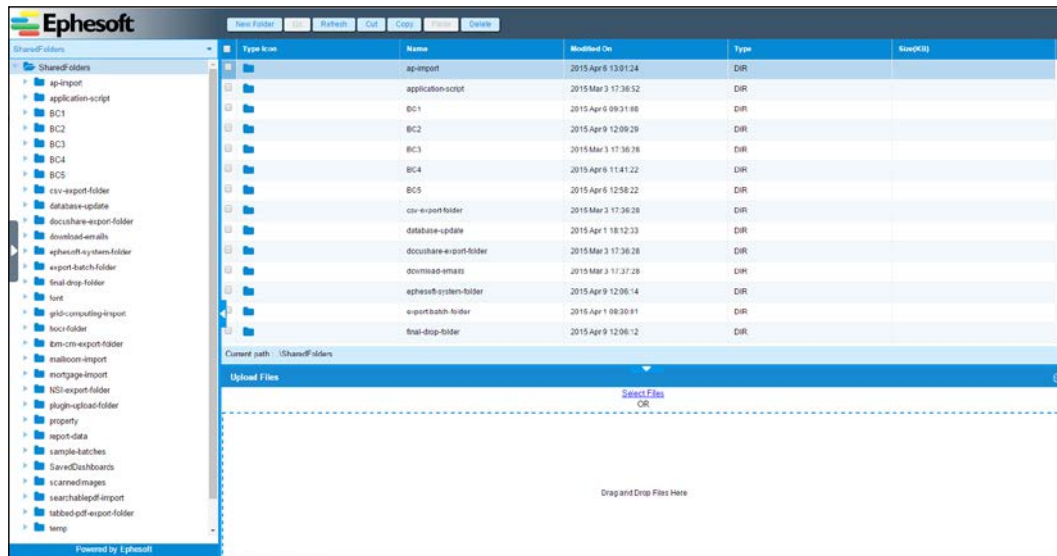 Ephesoft
New Folder Refresh Cut Copy Paste Delete
SharedFolders
SharedFolders
ap-import
application-script
BC1
BC2
BC3
BC4
BC5
csv-export-folder
database-update
docushare-export-folder
download-emails
ephesoft-system-folder
export-batch-folder
final-drop-folder
font
grid-computing-import
hocr-folder
ibm-cm-export-folder
mailroom-import
mortgage-import
NSI-export-folder
plugin-upload-folder
property
report-data
sample-batches
SavedDashboards
scannedimages
searchablepdf-import
tabbed-pdf-export-folder
temp
Powered by Ephesoft
Type Icon Name Modified On Type Size(KB)
ap-import 2015 Apr 6 13:01:24 DIR
application-script 2015 Mar 3 17:36:52 DIR
BC1 2015 Apr 6 DIR
BC2 2015 Apr 9 12:09:29 DIR
BC3 2015 Mar 3 17:36:28 DIR
BC4 2015 Apr 6 11:41:22 DIR
BC5 2015 Apr 6 12:58:22 DIR
csv-export-folder 2015 Mar 3 17:36:28 DIR
database-update 2015 Apr 1 18:12:33 DIR
docushare-export-folder 2015 Mar 3 17:36:28 DIR
download-emails 2015 Mar 3 17:37:28 DIR
ephesoft-system-folder 2015 Apr 9 12:06:14 DIR
export-batch-folder 2015 Apr 1 DIR
final-drop-folder 2015 Apr 9 12:06:12 DIR
Current path : .\SharedFolders
Upload Files
Select Files
OR
Drag and Drop Files Here